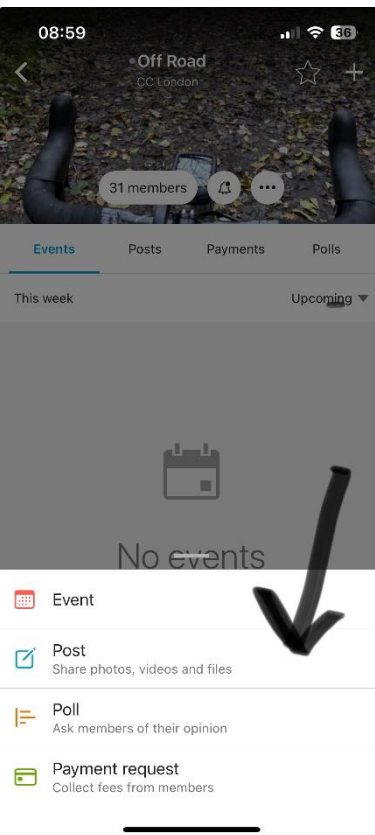 08:59
36
Off Road
CC London
31 members
Events Posts Payments Polls
This week Upcoming
No events
Event
Post
Share photos, videos and files
Poll
Ask members of their opinion
Payment request
Collect fees from members